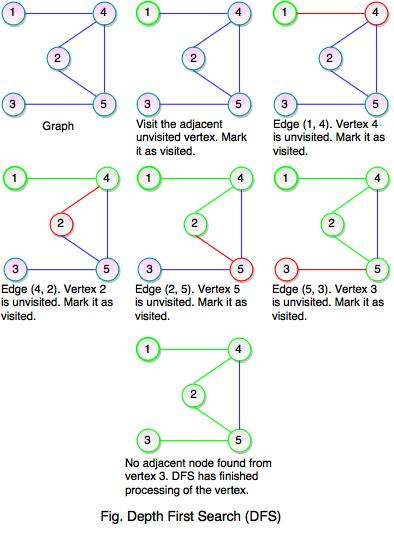 1
4
2
3
5
Graph
1
4
2
3
5
Visit the adjacent
unvisited vertex. Mark
it as visited.
1
4
2
3
5
Edge (1, 4). Vertex 4
is unvisited. Mark it as
visited.
1
4
2
3
5
Edge (4, 2). Vertex 2
is unvisited. Mark it as
visited.
1
4
2
3
5
Edge (2, 5). Vertex 5
is unvisited. Mark it as
visited.
1
4
2
3
5
Edge (5, 3). Vertex 3
is unvisited. Mark it as
visited.
1
4
2
3
5
No adjacent node found from
vertex 3. DFS has finished
processing of the vertex.
Fig. Depth First Search (DFS)